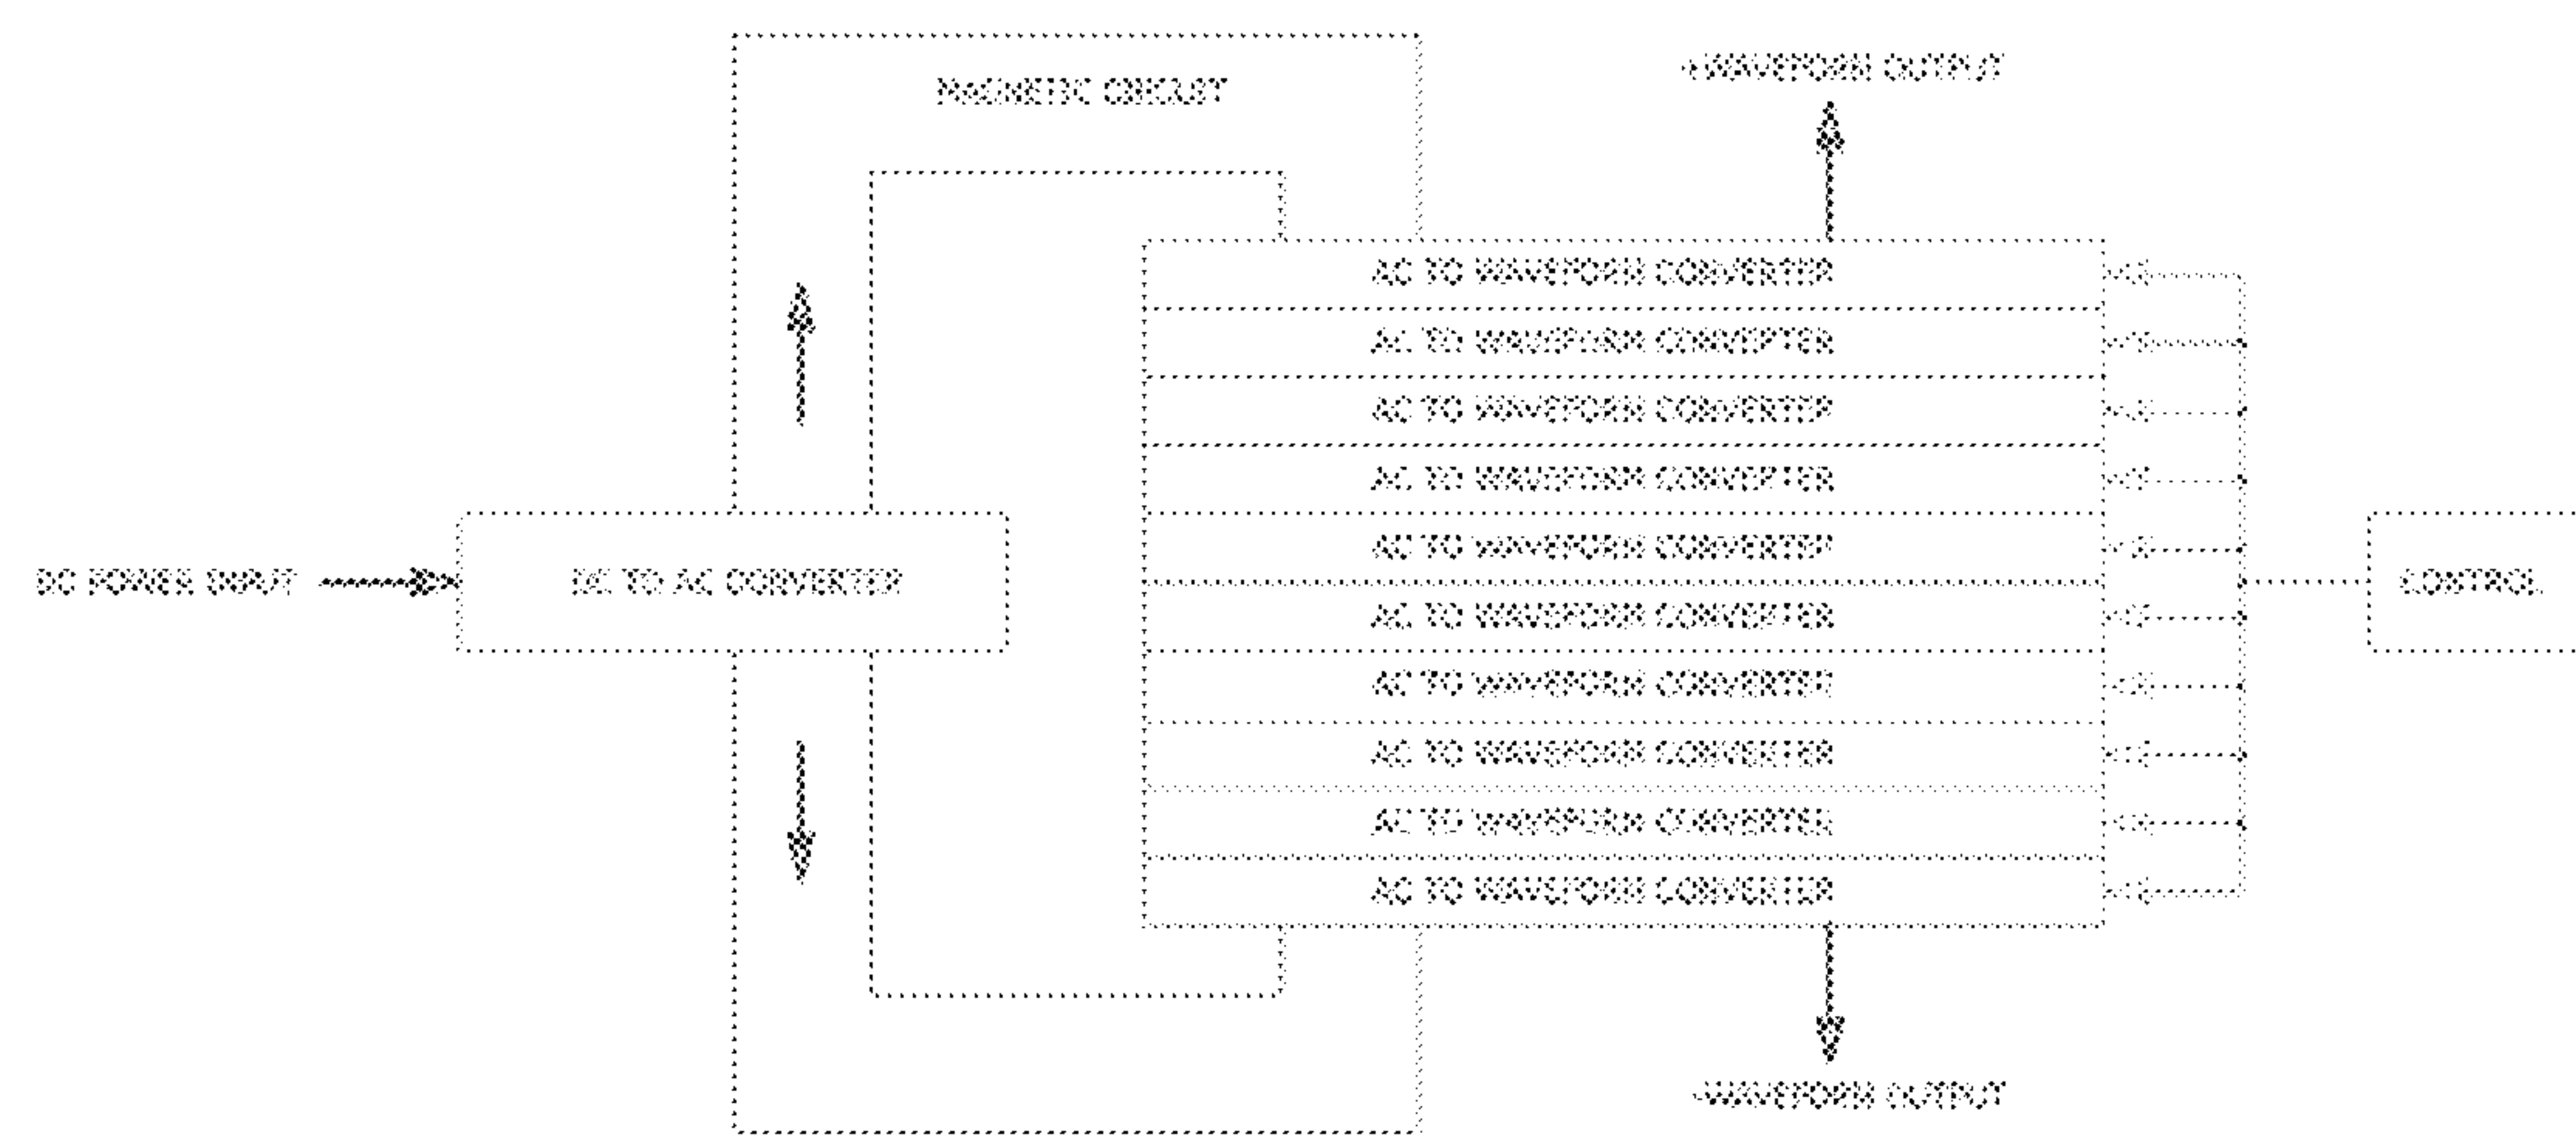 MAGNETIC CIRCUIT
+WAVEFORM OUTPUT
AC TO WAVEFORM CONVERTER
AC TO WAVEFORM CONVERTER
AC TO WAVEFORM CONVERTER
AC TO WAVEFORM CONVERTER
AC TO WAVEFORM CONVERTER
DC POWER INPUT
DC TO AC CONVERTER
CONTROL
AC TO WAVEFORM CONVERTER
AC TO WAVEFORM CONVERTER
AC TO WAVEFORM CONVERTER
AC TO WAVEFORM CONVERTER
AC TO WAVEFORM CONVERTER
-WAVEFORM OUTPUT